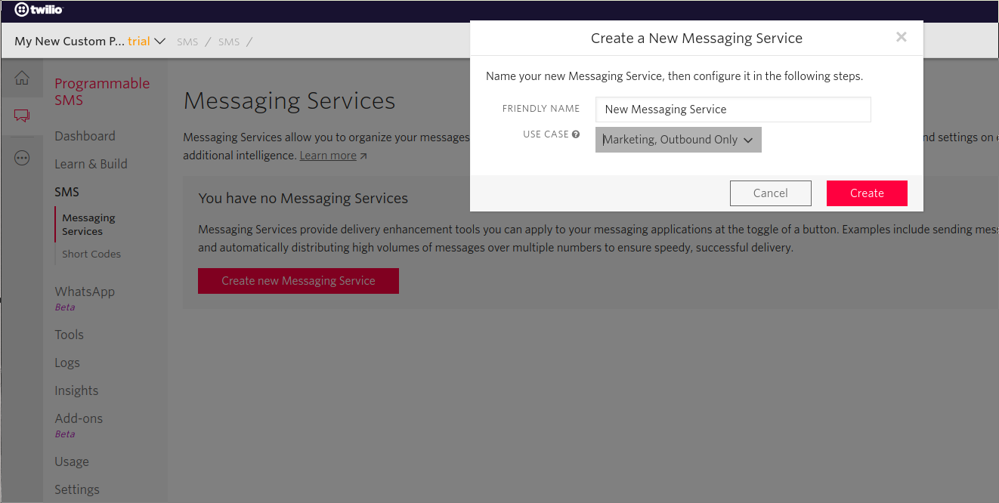 twilio
My New Custom P... trial SMS / SMS /
Create a New Messaging Service
Name your new Messaging Service, then configure it in the following steps.
FRIENDLY NAME New Messaging Service
USE CASE Marketing, Outbound Only
Cancel Create
Programmable
SMS
Dashboard
Learn & Build
SMS
Messaging
Services
Short Codes
WhatsApp
Beta
Tools
Logs
Insights
Add-ons
Beta
Usage
Settings
Messaging Services
Messaging Services allow you to organize your messages nd settings on
additional intelligence. Learn more
You have no Messaging Services
Messaging Services provide delivery enhancement tools you can apply to your messaging applications at the toggle of a button. Examples include sending mes
and automatically distributing high volumes of messages over multiple numbers to ensure speedy, successful delivery.
Create new Messaging Service